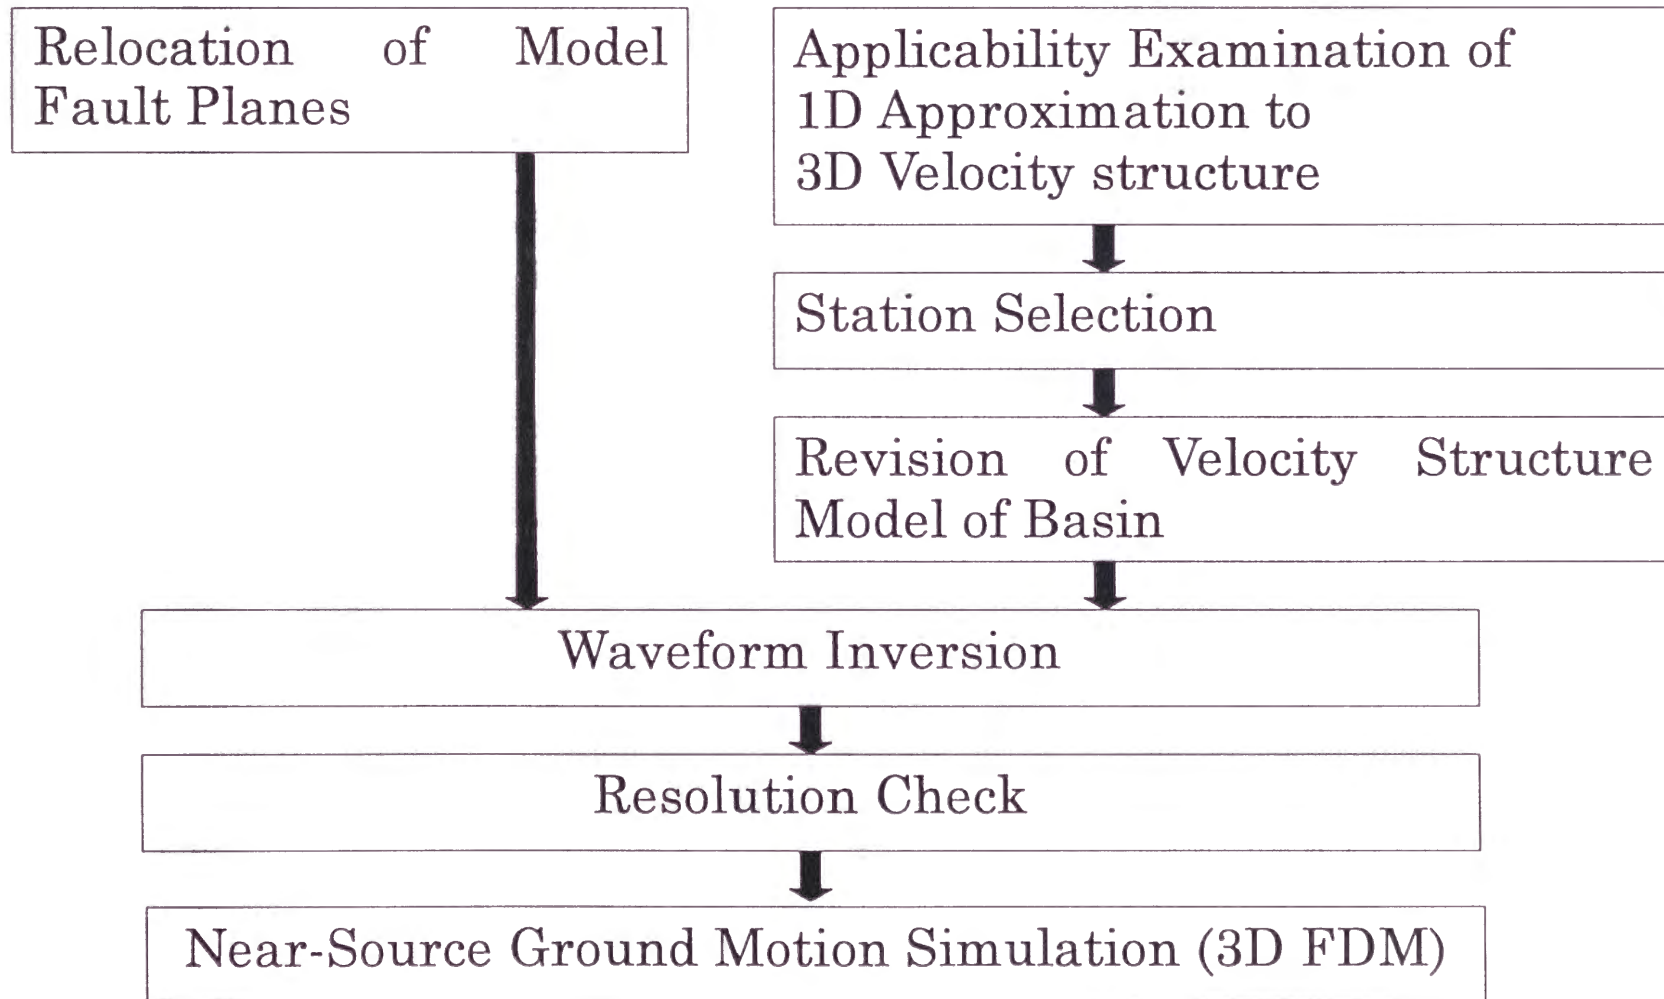 Relocation of Model
Fault Planes
Applicability Examination of
1D Approximation to
3D Velocity structure
Station Selection
Revision of Velocity Structure
Model of Basin
Waveform Inversion
Resolution Check
Near-Source Ground Motion Simulation (3D FDM)